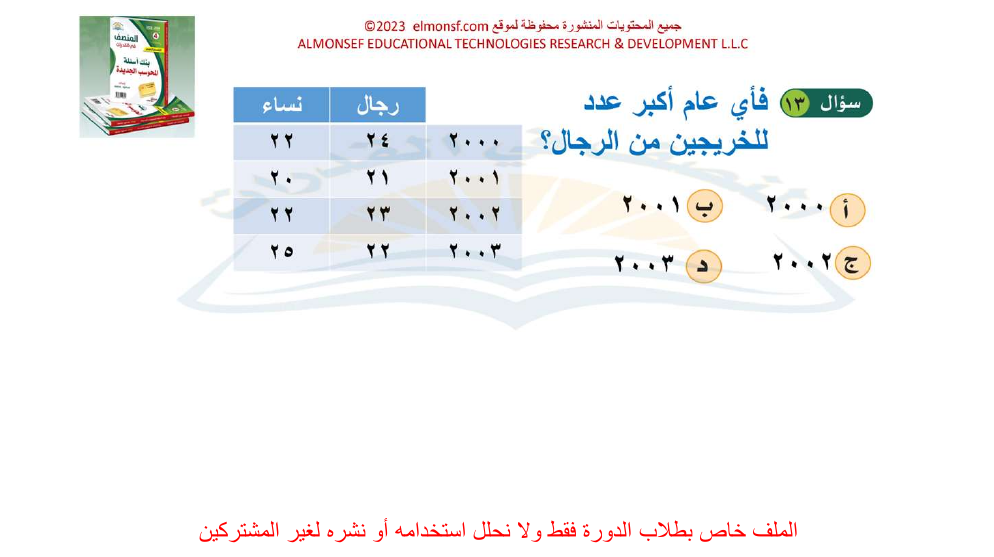 جميع المحتويات المنشورة محفوظة لموقع elmonsf.com 2023©
ALMONSEF EDUCATIONAL TECHNOLOGIES RESEARCH & DEVELOPMENT L.L.C
المنصف
بنك أسئلة
المحوسب الجديدة
سؤال ١٣ فأي عام أكبر عدد
للخريجين من الرجال؟
أ ٢٠٠٠ ب ٢٠٠١
ج ٢٠٠٢ د ٢٠٠٣
رجال نساء
٢٠٠٠ ٢٤ ٢٢
٢٠٠١ ٢١ ٢٠
٢٠٠٢ ٢٣ ٢٢
٢٠٠٣ ٢٢ ٢٥
الملف خاص بطلاب الدورة فقط ولا نحلل استخدامه أو نشره لغير المشتركين